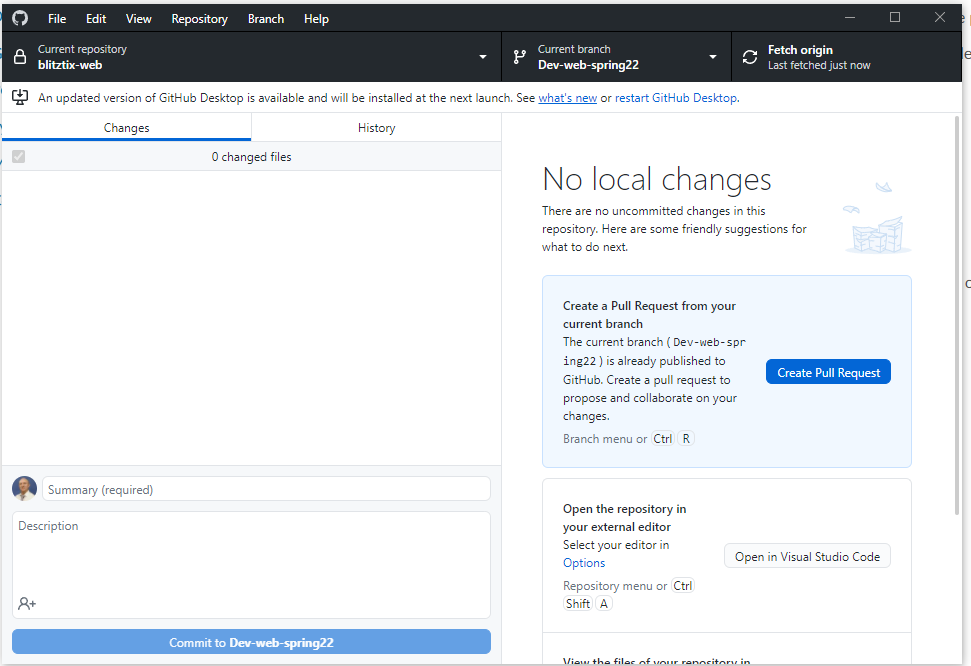 File Edit View Repository Branch Help
Current repository
blitztix-web
Current branch
Dev-web-spring22
Fetch origin
Last fetched just now
An updated version of GitHub Desktop is available and will be installed at the next launch. See what's new or restart GitHub Desktop.
Changes
History
0 changed files
No local changes
There are no uncommitted changes in this
repository. Here are some friendly suggestions for
what to do next.
Create a Pull Request from your
current branch
The current branch ( Dev-web-spr
ing22 ) is already published to
GitHub. Create a pull request to
propose and collaborate on your
changes.
Branch menu or Ctrl R
Create Pull Request
Open the repository in
your external editor
Select your editor in
Options
Repository menu or Ctrl
Shift A
Open in Visual Studio Code
View the files of your repository in
Summary (required)
Description
Commit to Dev-web-spring22